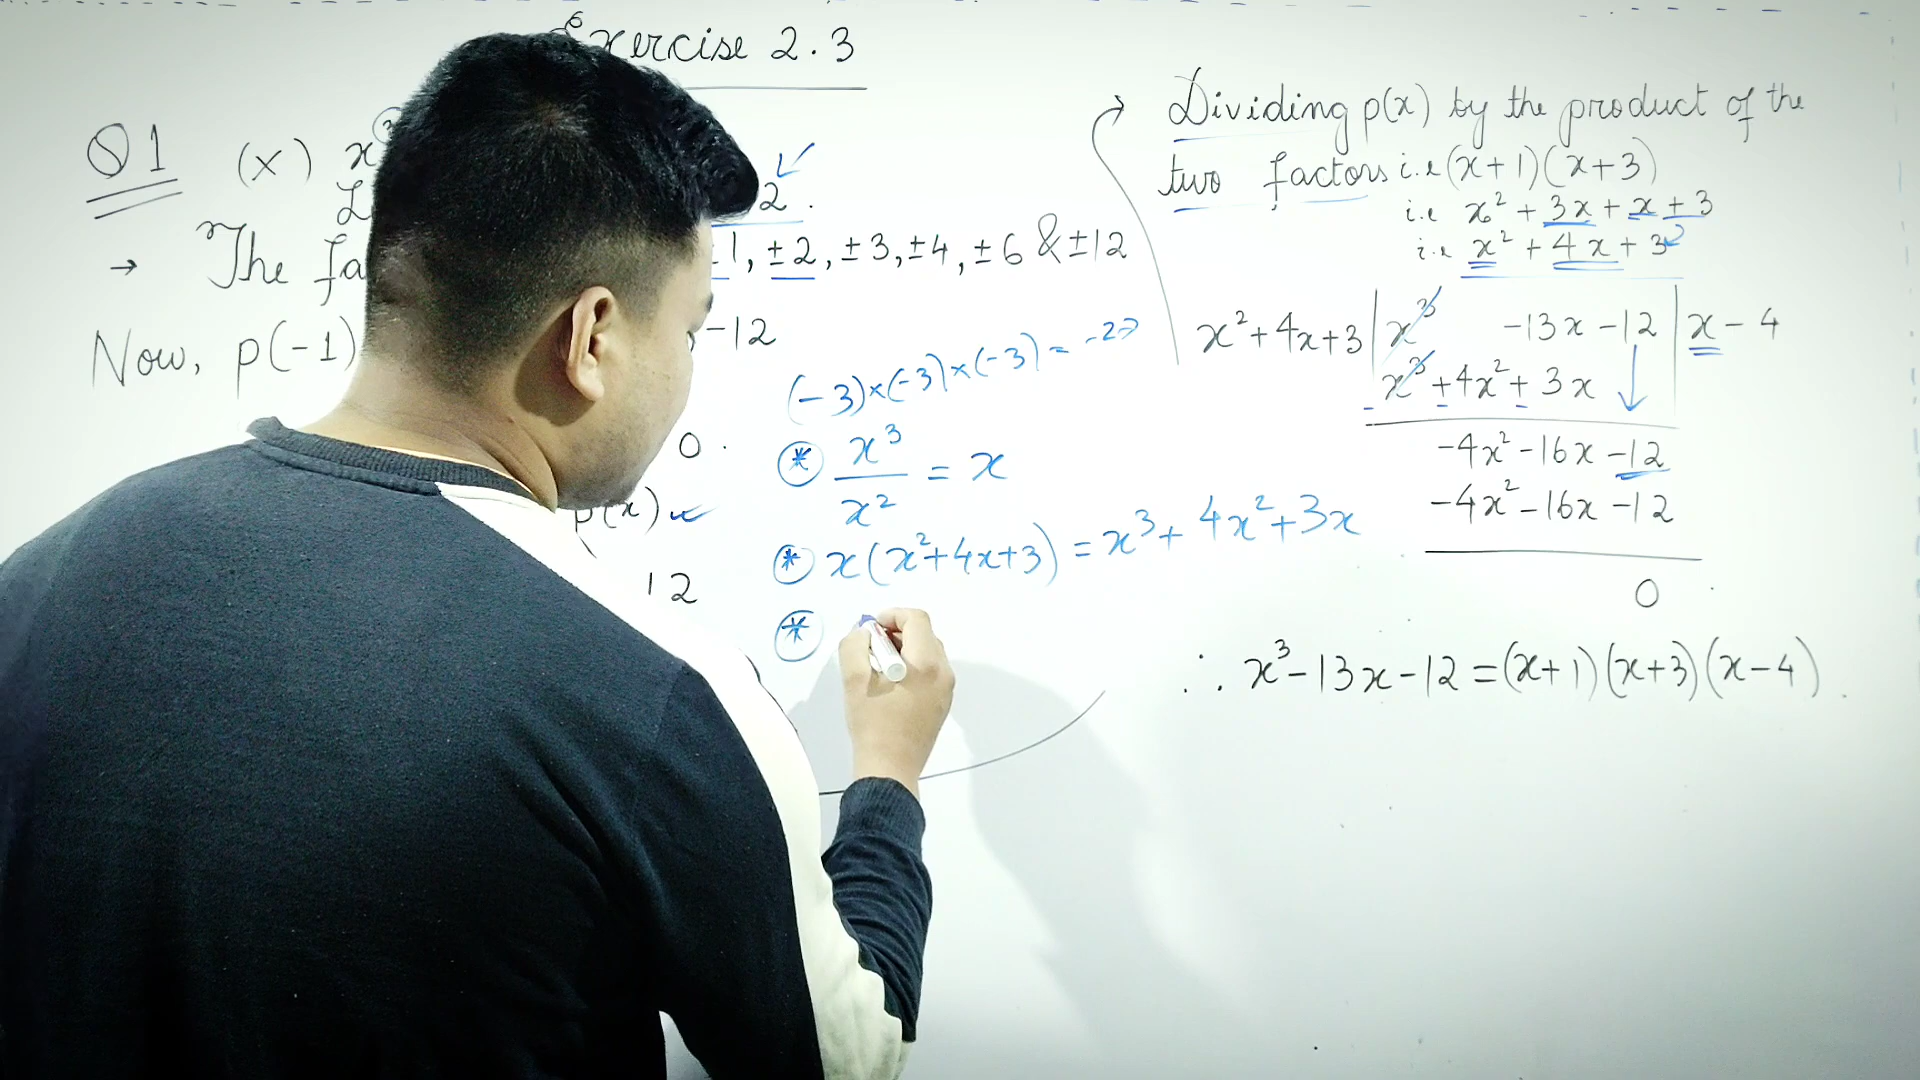 Exercise 2.3
Q1 (x) x
2.
→ The fa ±1, ±2, ±3, ±4, ±6 & ±12
Now, p(-1) -12
0.
p(x)
12
(-3)×(-3)×(-3) = -27
* x³/x² = x
* x(x²+4x+3) = x³+4x²+3x
*
Dividing p(x) by the product of the
two factors i.e (x+1)(x+3)
i.e x² + 3x + x + 3
i.e x² + 4x + 3
x²+4x+3 | x³ -13x -12 | x - 4
x³ + 4x² + 3x
- - -
-4x² -16x -12
-4x² -16x -12
0
∴ x³ -13x -12 = (x+1)(x+3)(x-4)